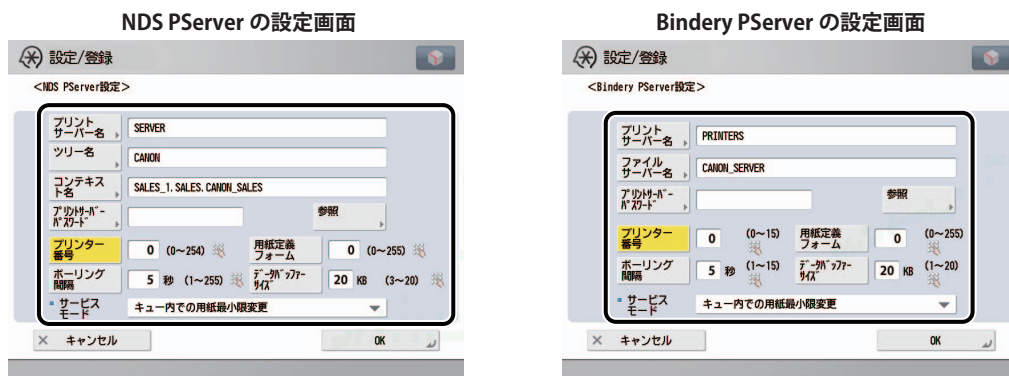 NDS PServer の設定画面
設定/登録
<NDS PServer設定>
プリント
サーバー名
SERVER
ツリー名
CANON
コンテキス
ト名
SALES_1.SALES.CANON_SALES
プリントサーバー
パスワード
参照
プリンター
番号
0 (0~254)
用紙定義
フォーム
0 (0~255)
ポーリング
間隔
5 秒 (1~255)
データバッファー
サイズ
20 KB (3~20)
サービス
モード
キュー内での用紙最小限変更
キャンセル
OK
Bindery PServer の設定画面
設定/登録
<Bindery PServer設定>
プリント
サーバー名
PRINTERS
ファイル
サーバー名
CANON_SERVER
プリントサーバー
パスワード
参照
プリンター
番号
0 (0~15)
用紙定義
フォーム
0 (0~255)
ポーリング
間隔
5 秒 (1~15)
データバッファー
サイズ
20 KB (1~20)
サービス
モード
キュー内での用紙最小限変更
キャンセル
OK